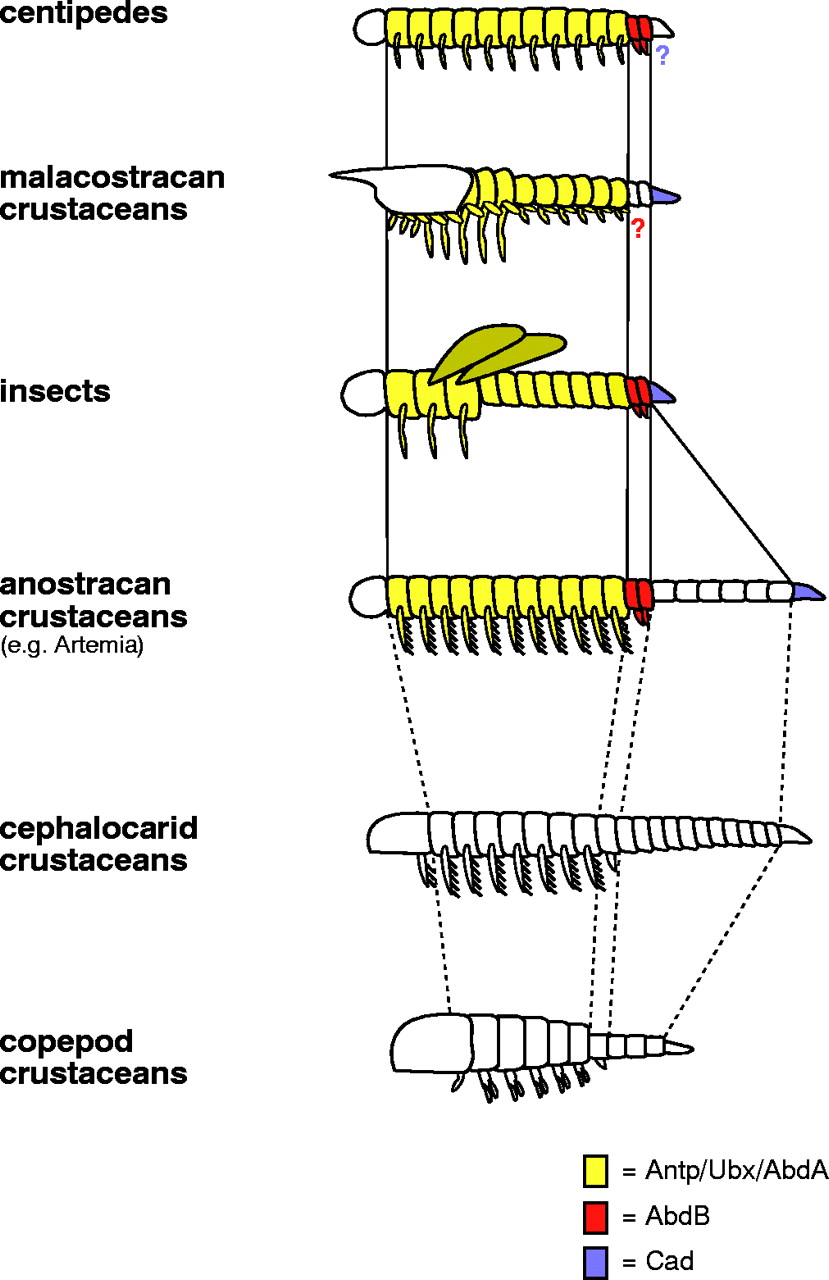 centipedes
?
malacostracan
crustaceans
?
insects
anostracan
crustaceans
(e.g. Artemia)
cephalocarid
crustaceans
copepod
crustaceans
= Antp/Ubx/AbdA
= AbdB
= Cad